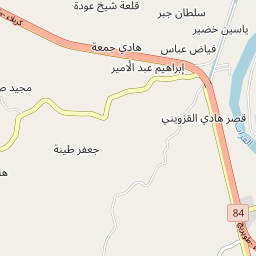 قلعة شيخ عودة
سلطان جبر
ياسين خضير
هادي جمعة
فياض عباس
إبراهيم عبد الأمير
قصر هادي القزويني
جعفر طينة
84